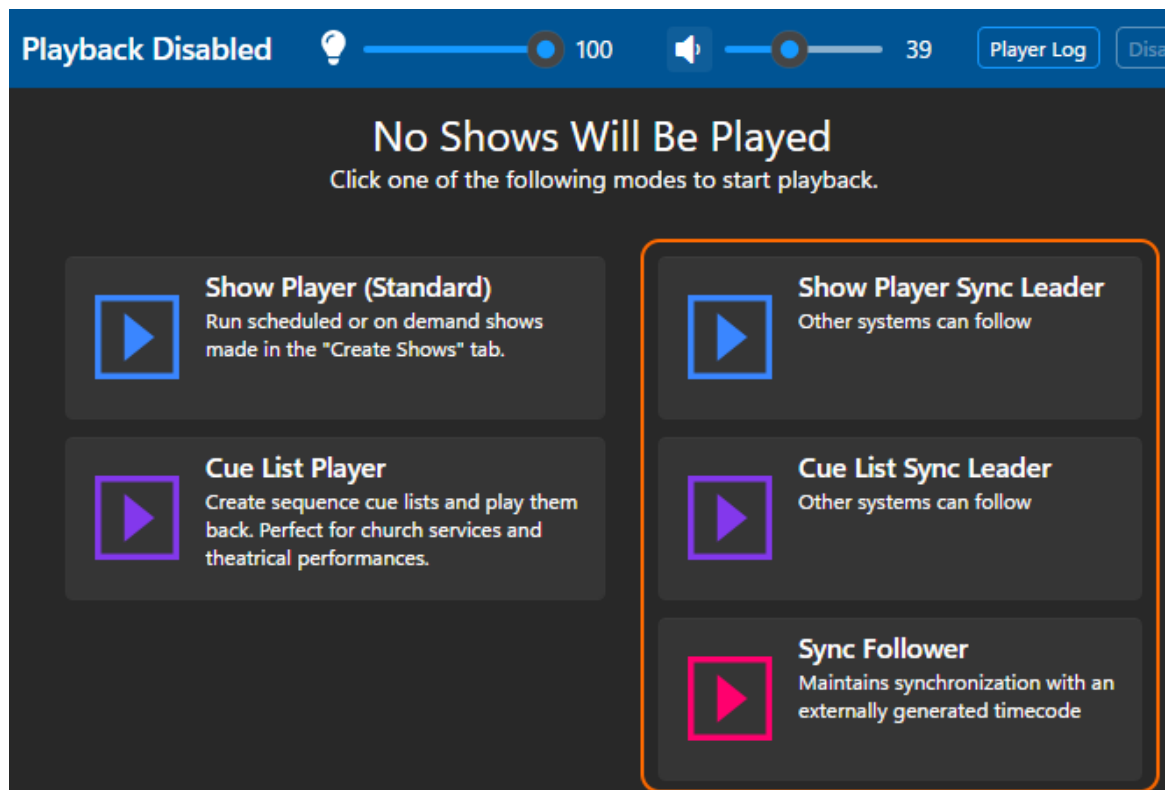 Playback Disabled
100
39
Player Log
No Shows Will Be Played
Click one of the following modes to start playback.
Show Player (Standard)
Run scheduled or on demand shows
made in the "Create Shows" tab.
Show Player Sync Leader
Other systems can follow
Cue List Player
Create sequence cue lists and play them
back. Perfect for church services and
theatrical performances.
Cue List Sync Leader
Other systems can follow
Sync Follower
Maintains synchronization with an
externally generated timecode